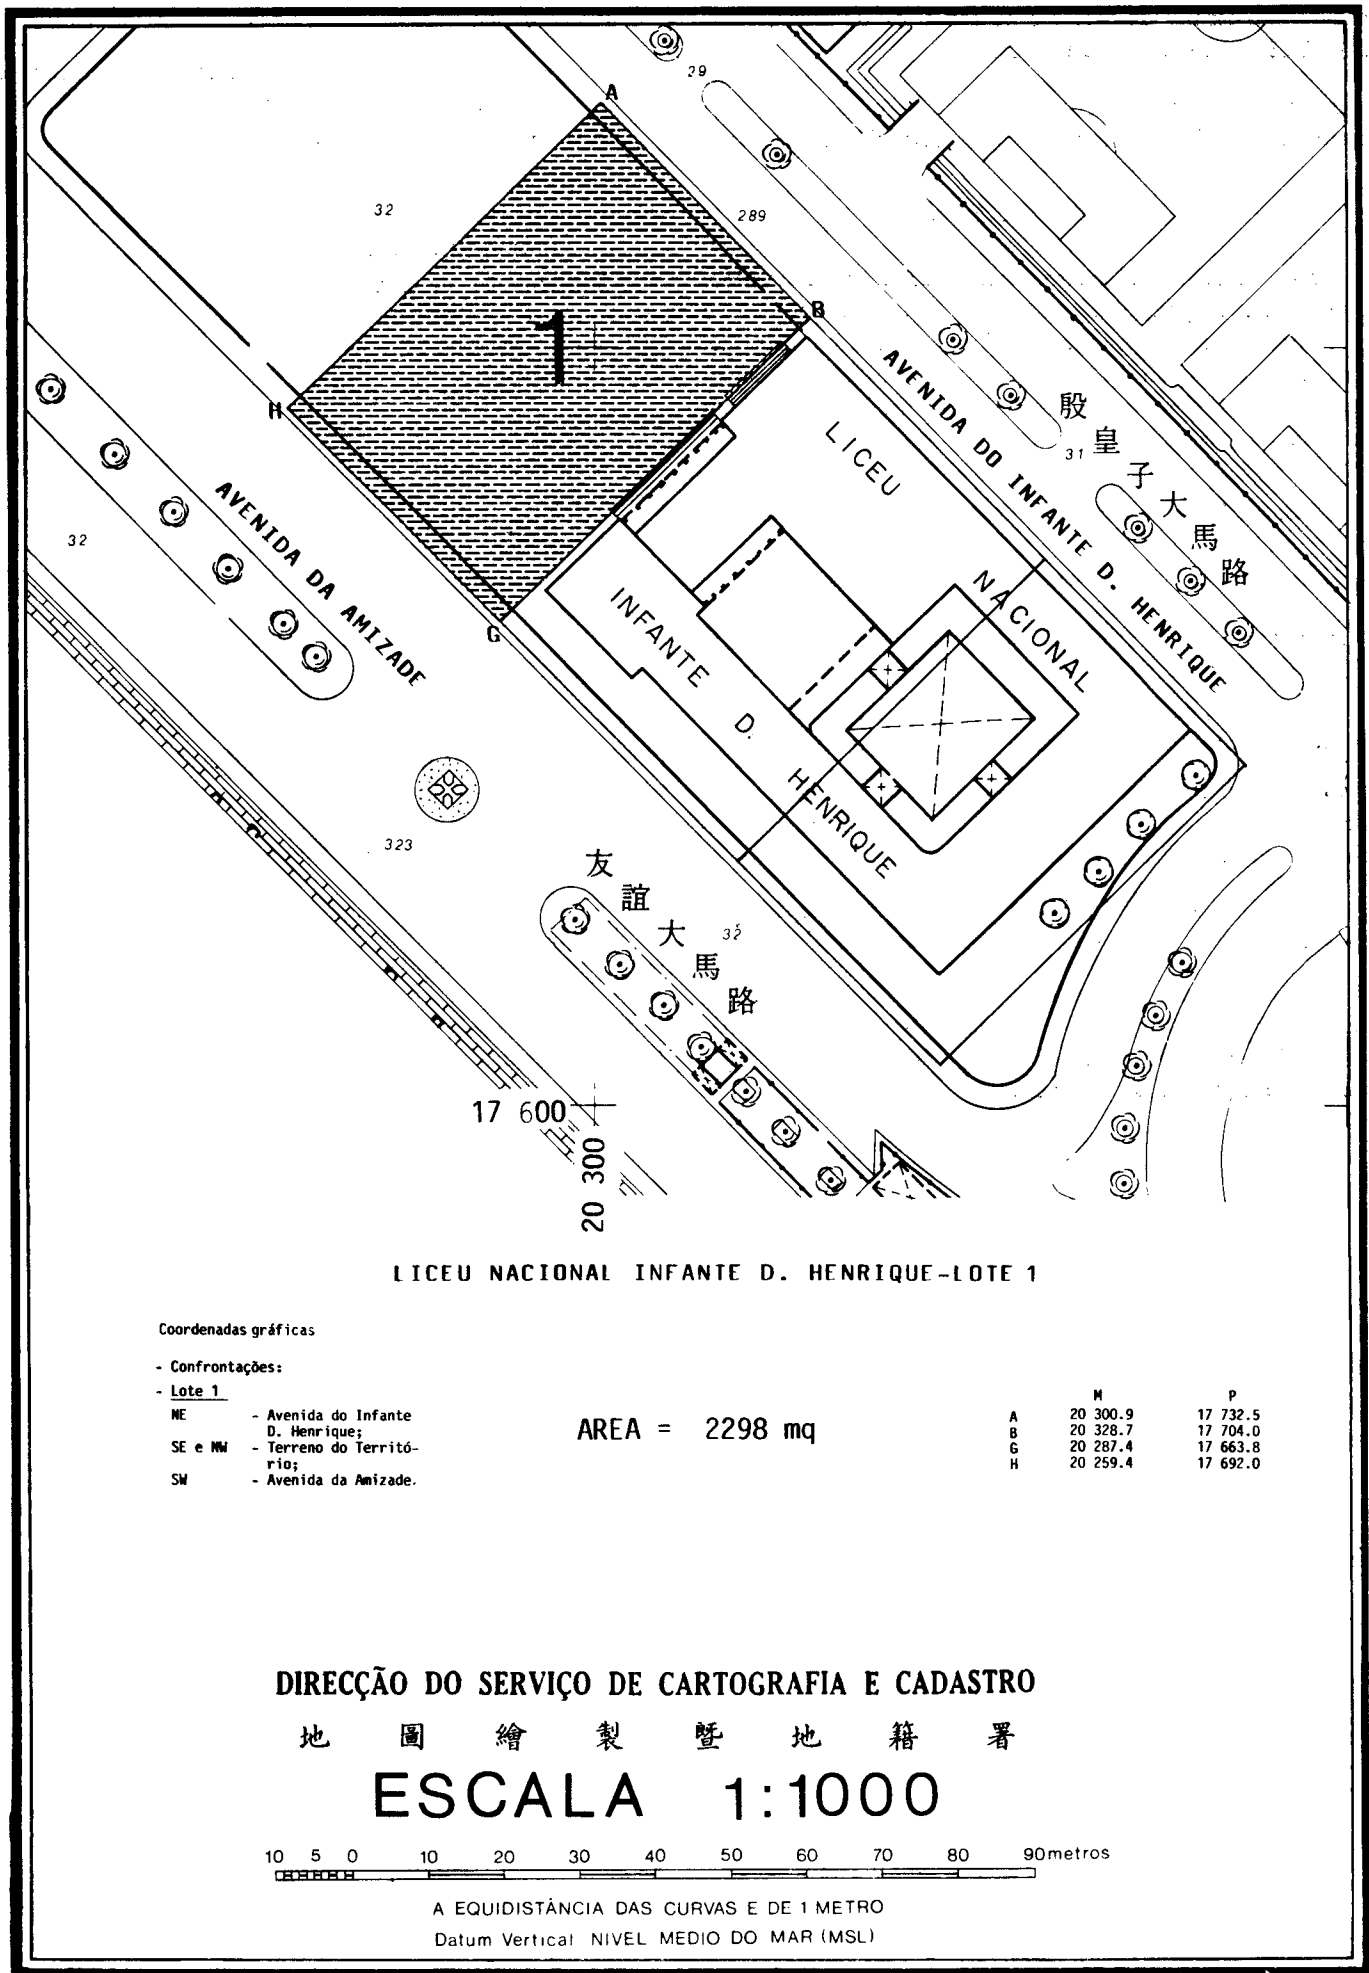 29
A
32
289
1
B
H
AVENIDA DO INFANTE D. HENRIQUE
殷皇子大馬路
31
LICEU NACIONAL
INFANTE D. HENRIQUE
AVENIDA DA AMIZADE
32
G
323
友誼大馬路
32
17 600
20 300
LICEU NACIONAL INFANTE D. HENRIQUE-LOTE 1
Coordenadas gráficas
- Confrontações:
- Lote 1
NE - Avenida do Infante
D. Henrique;
SE e NW - Terreno do Territó-
rio;
SW - Avenida da Amizade.
AREA = 2298 mq
M P
A 20 300.9 17 732.5
B 20 328.7 17 704.0
G 20 287.4 17 663.8
H 20 259.4 17 692.0
DIRECÇÃO DO SERVIÇO DE CARTOGRAFIA E CADASTRO
地圖繪製暨地籍署
ESCALA 1:1000
10 5 0 10 20 30 40 50 60 70 80 90metros
A EQUIDISTÂNCIA DAS CURVAS E DE 1 METRO
Datum Vertical NIVEL MEDIO DO MAR (MSL)